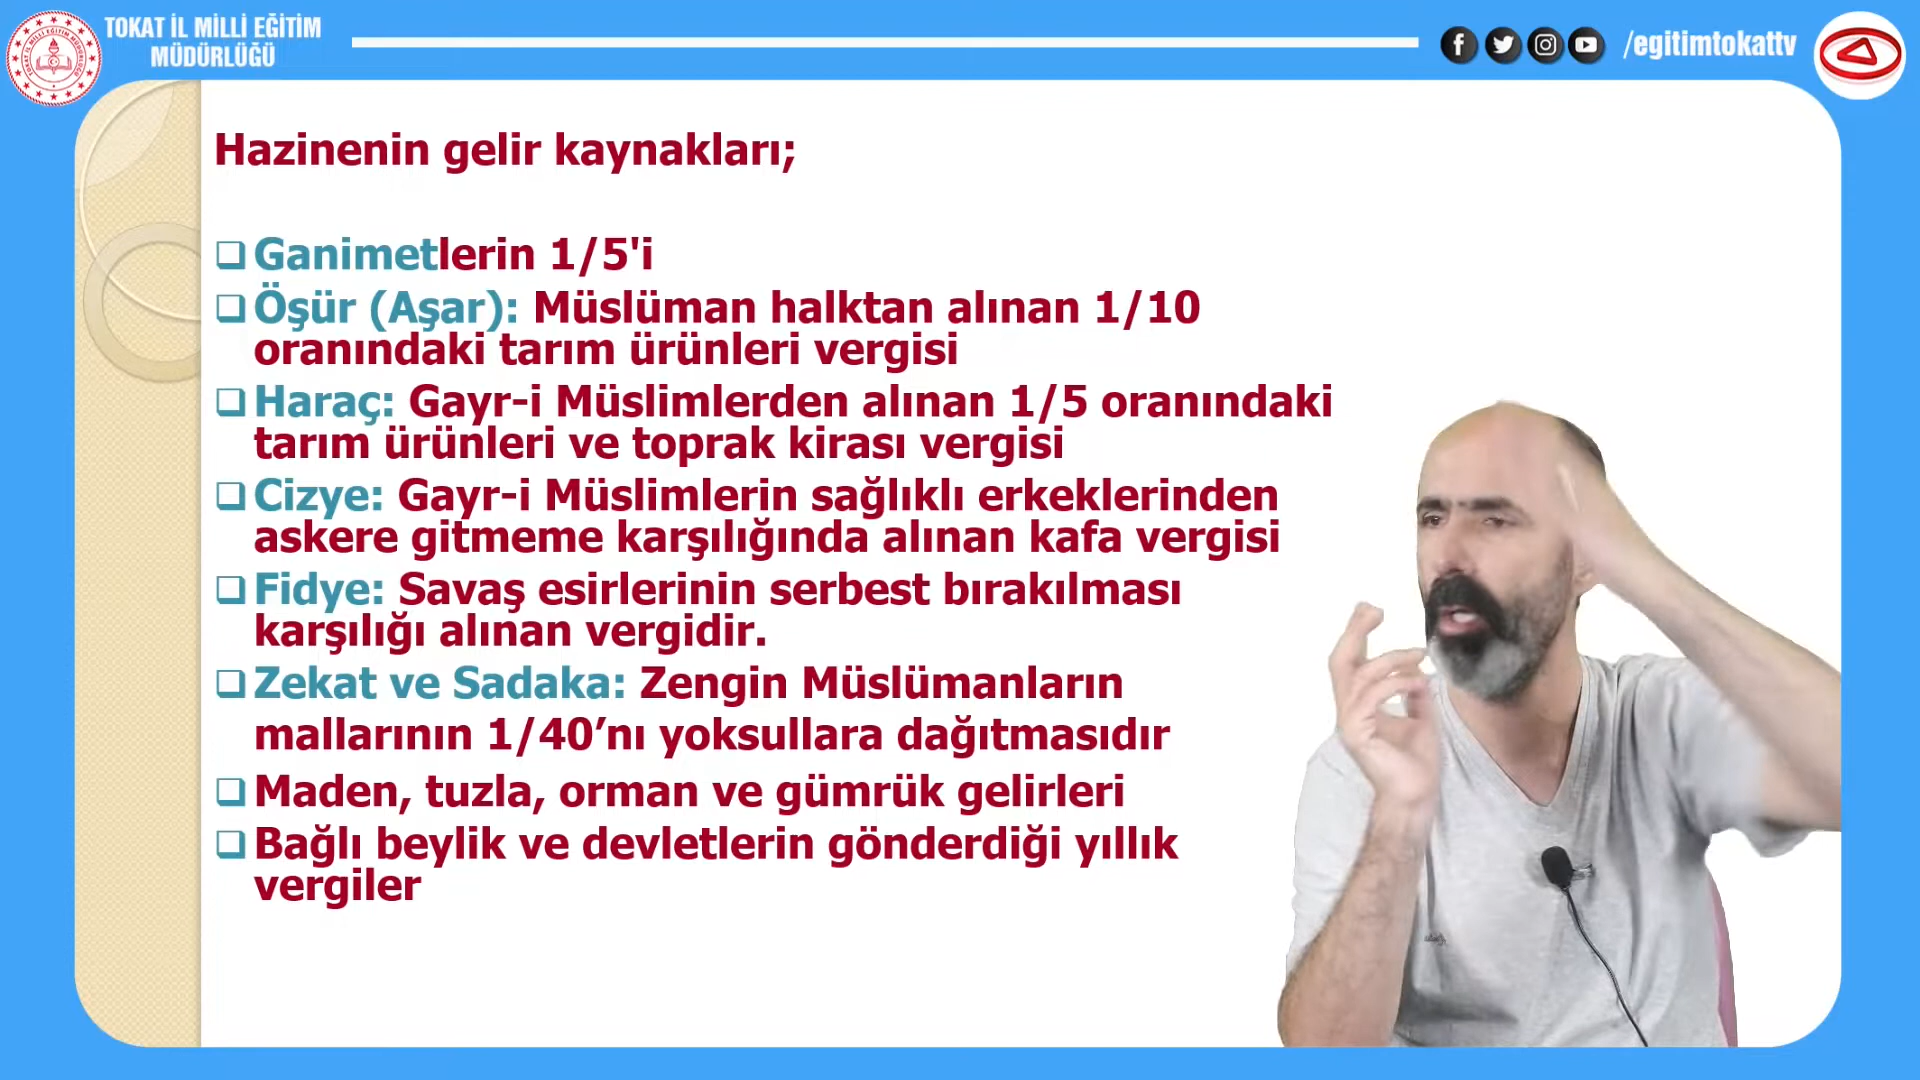 TOKAT İL MİLLİ EĞİTİM
MÜDÜRLÜĞÜ
/egitimtokattv
Hazinenin gelir kaynakları;
Ganimetlerin 1/5'i
Öşür (Aşar): Müslüman halktan alınan 1/10
oranındaki tarım ürünleri vergisi
Haraç: Gayr-i Müslimlerden alınan 1/5 oranındaki
tarım ürünleri ve toprak kirası vergisi
Cizye: Gayr-i Müslimlerin sağlıklı erkeklerinden
askere gitmeme karşılığında alınan kafa vergisi
Fidye: Savaş esirlerinin serbest bırakılması
karşılığı alınan vergidir.
Zekat ve Sadaka: Zengin Müslümanların
mallarının 1/40’nı yoksullara dağıtmasıdır
Maden, tuzla, orman ve gümrük gelirleri
Bağlı beylik ve devletlerin gönderdiği yıllık
vergiler